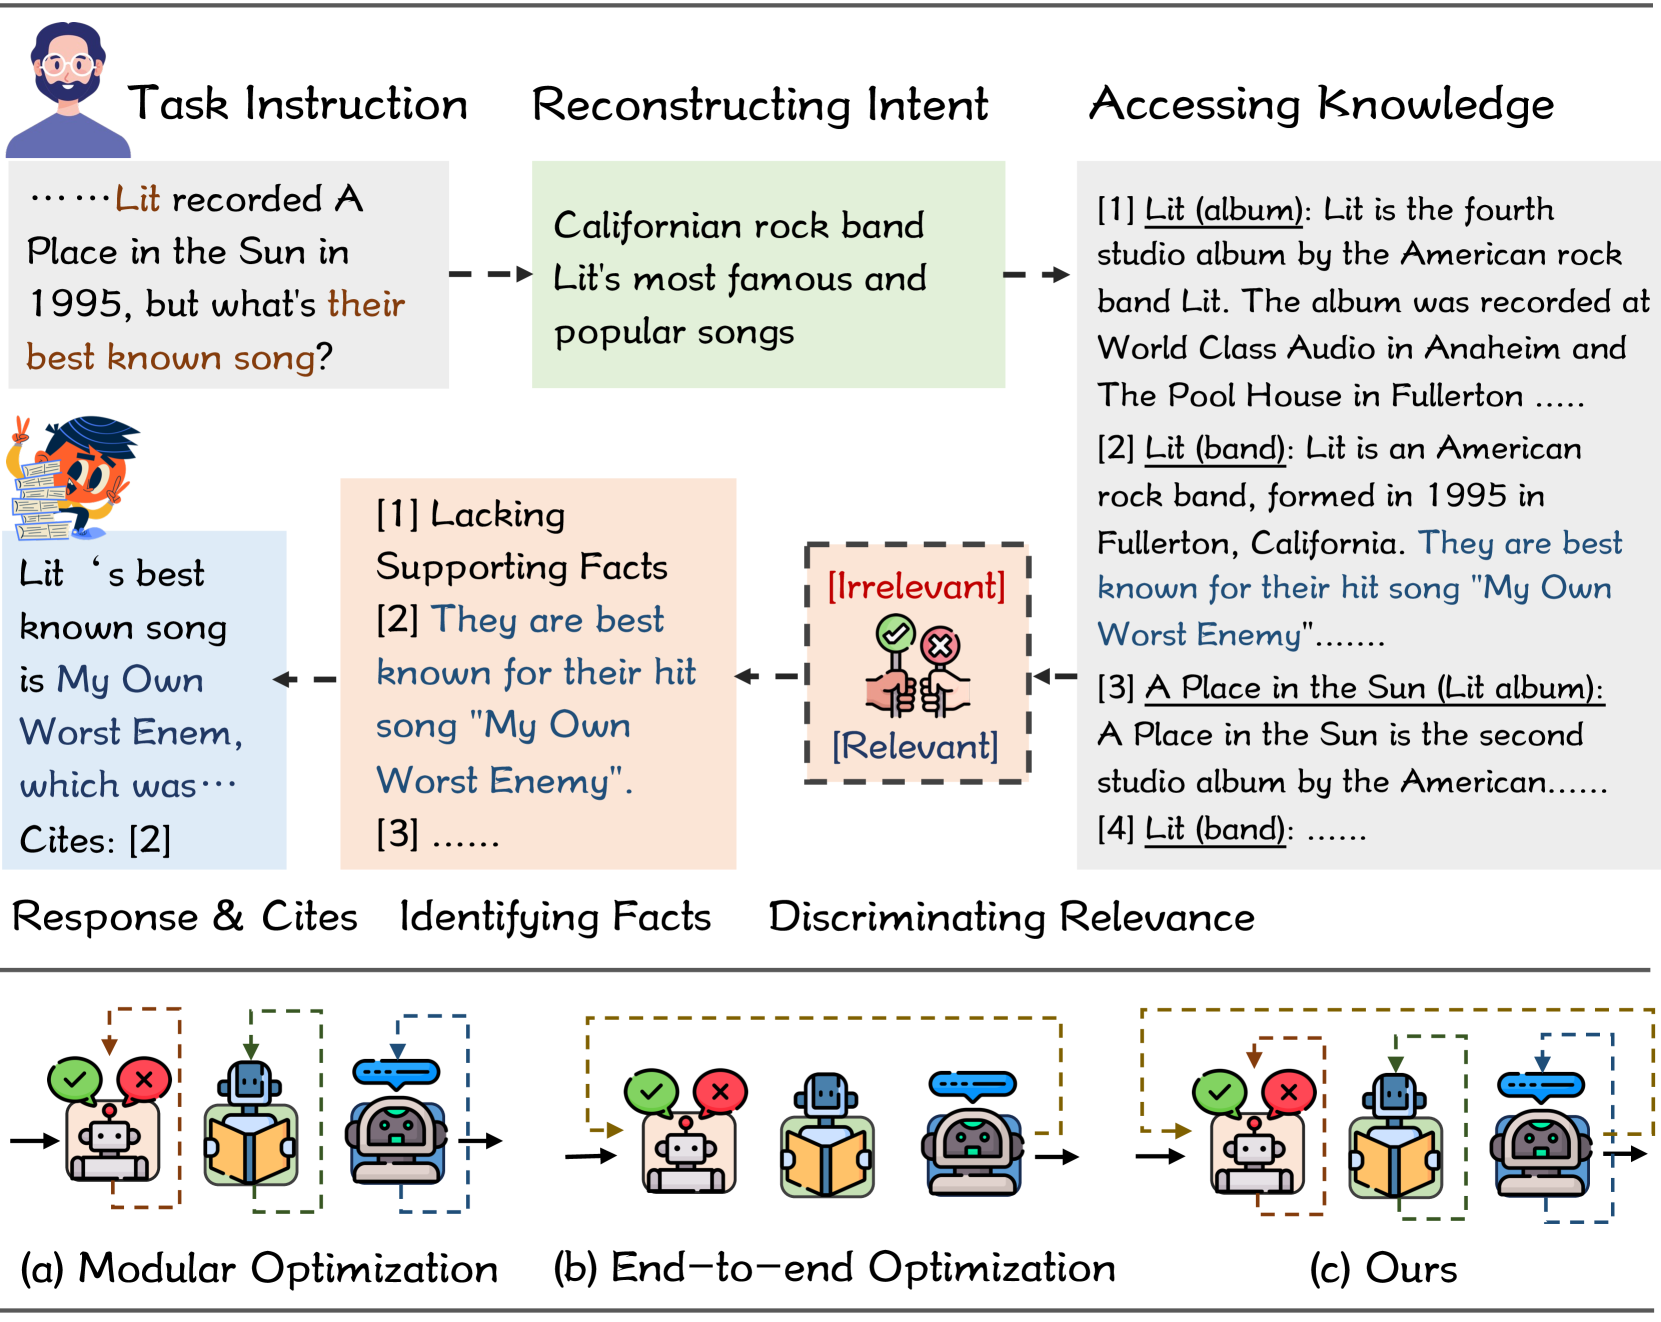 Task Instruction
Reconstructing Intent
Accessing Knowledge
⋯ ⋯Lit recorded A
Place in the Sun in
1995, but what's their
best known song?
Californian rock band
Lit's most famous and
popular songs
[1] Lit (album): Lit is the fourth
studio album by the American rock
band Lit. The album was recorded at
World Class Audio in Anaheim and
The Pool House in Fullerton .....
[2] Lit (band): Lit is an American
rock band, formed in 1995 in
Fullerton, California. They are best
known for their hit song "My Own
Worst Enemy".......
[3] A Place in the Sun (Lit album):
A Place in the Sun is the second
studio album by the American......
[4] Lit (band): ......
[Irrelevant]
[Relevant]
[1] Lacking
Supporting Facts
[2] They are best
known for their hit
song "My Own
Worst Enemy".
[3] ......
Lit ‘s best
known song
is My Own
Worst Enem,
which was⋯
Cites: [2]
Response & Cites
Identifying Facts
Discriminating Relevance
(a) Modular Optimization
(b) End-to-end Optimization
(c) Ours